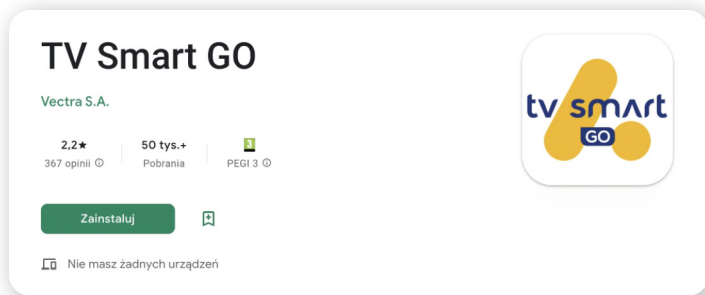 TV Smart GO
Vectra S.A.
2,2★
367 opinii
50 tys.+
Pobrania
3
PEGI 3
Zainstaluj
Nie masz żadnych urządzeń
tv smart
GO